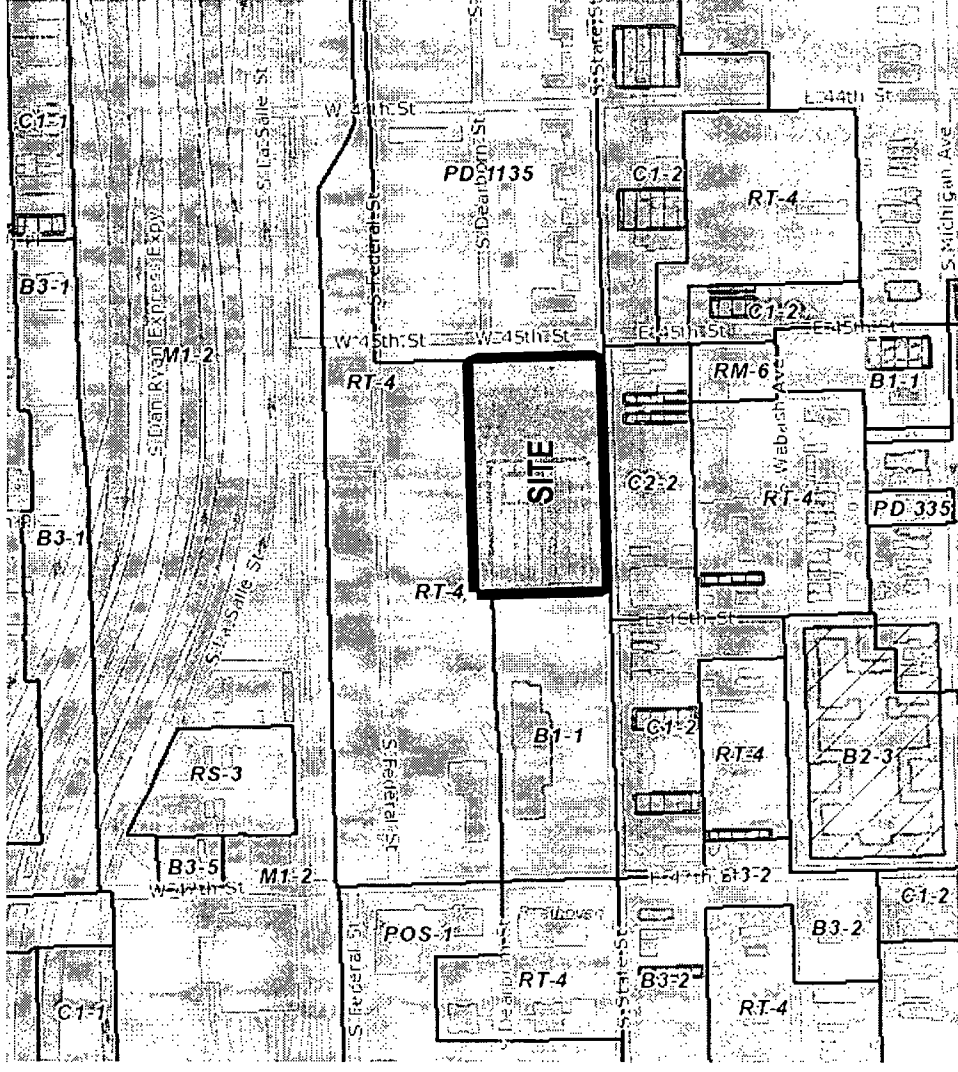 S State St
W 44th St
E 44th St
C1-1
S La Salle St
S Dearborn St
PD 1135
C1-2
RT-4
S Michigan Ave
S Federal St
S Dan Ryan Express Expy
B3-1
C1-2
W 45th St
W 45th St
E 45th St
E 45th St
M1-2
RT-4
RM-6
B1-1
S Wabash Ave
SITE
C2-2
RT-4
PD 335
B3-1
S La Salle St
RT-4
E 46th St
B1-1
C1-2
RT-4
B2-3
S Federal St
RS-3
B3-5
M1-2
W 47th St
E 47th St
3-2
C1-2
POS-1
B3-2
S Federal St
RT-4
B3-2
S State St
C1-1
RT-4